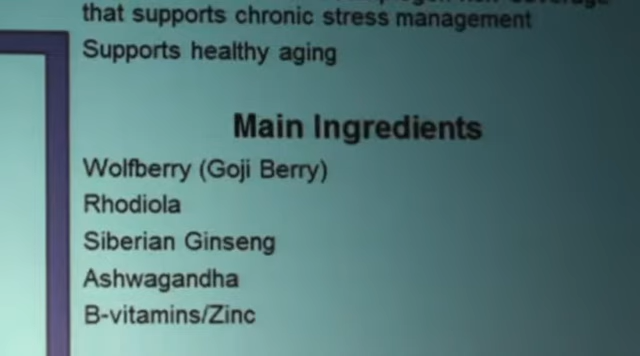 that supports chronic stress management
Supports healthy aging
Main Ingredients
Wolfberry (Goji Berry)
Rhodiola
Siberian Ginseng
Ashwagandha
B-vitamins/Zinc